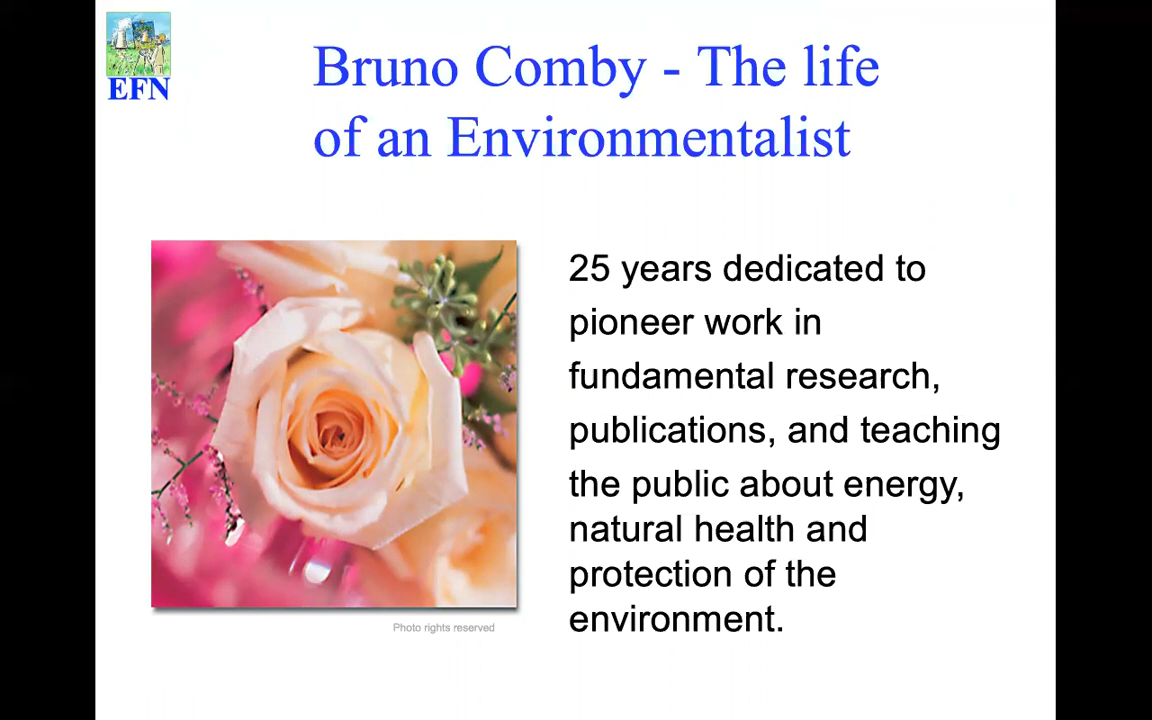 EFN
Bruno Comby - The life
of an Environmentalist
25 years dedicated to
pioneer work in
fundamental research,
publications, and teaching
the public about energy,
natural health and
protection of the
environment.
Photo rights reserved